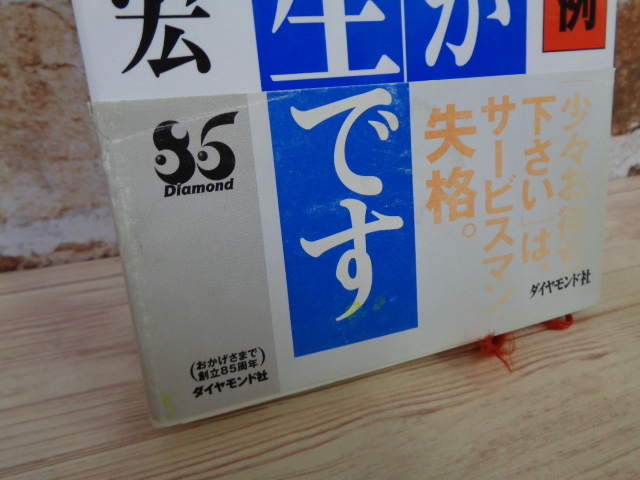 例
が
生です
宏
「少々お待ち
下さい」は、
サービスマン
失格。
ダイヤモンド社
85
Diamond
(おかげさまで
創立85周年)
ダイヤモンド社